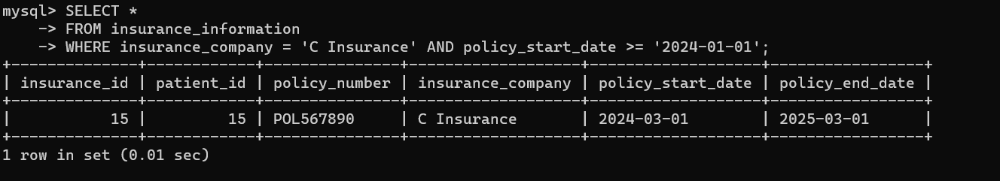 mysql> SELECT *
    -> FROM insurance_information
    -> WHERE insurance_company = 'C Insurance' AND policy_start_date >= '2024-01-01';
+--------------+------------+---------------+-------------------+-------------------+-----------------+
| insurance_id | patient_id | policy_number | insurance_company | policy_start_date | policy_end_date |
+--------------+------------+---------------+-------------------+-------------------+-----------------+
|           15 |         15 | POL567890     | C Insurance       | 2024-03-01        | 2025-03-01      |
+--------------+------------+---------------+-------------------+-------------------+-----------------+
1 row in set (0.01 sec)